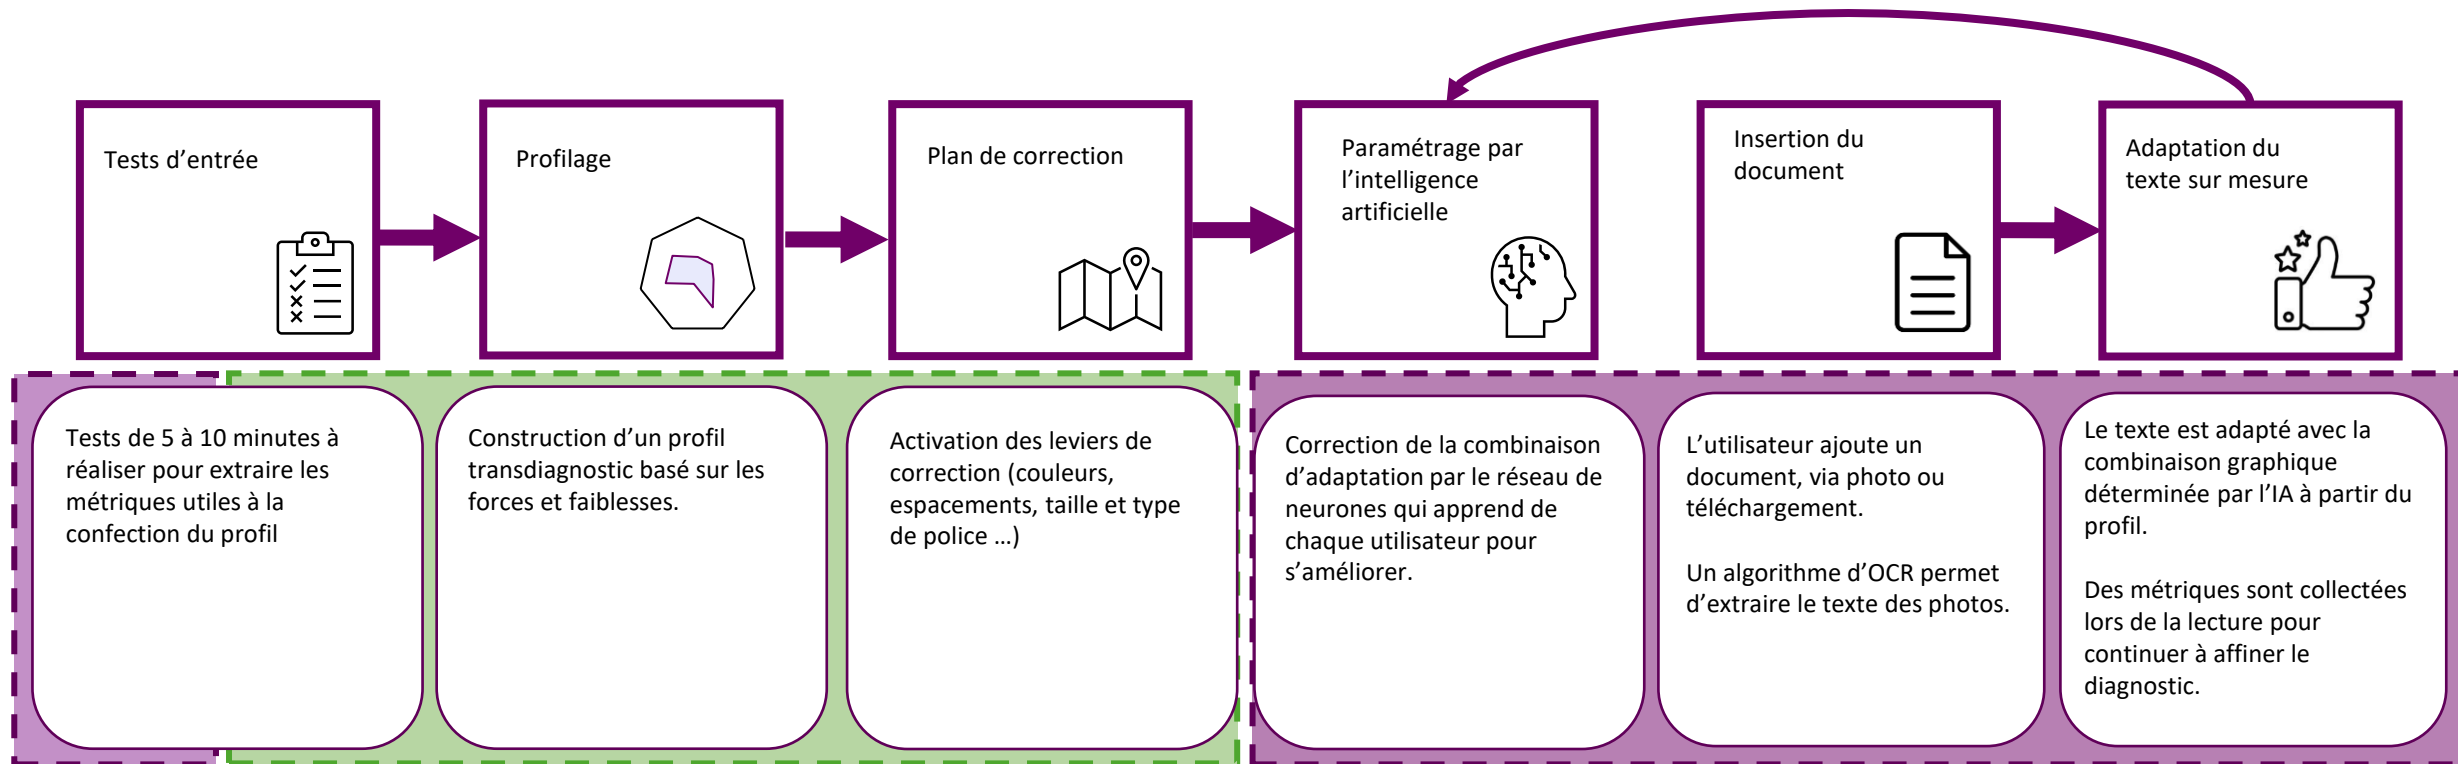 Tests d’entrée
Profilage
Plan de correction
Paramétrage par
l’intelligence
artificielle
Insertion du
document
Adaptation du
texte sur mesure
Tests de 5 à 10 minutes à
réaliser pour extraire les
métriques utiles à la
confection du profil
Construction d’un profil
transdiagnostic basé sur les
forces et faiblesses.
Activation des leviers de
correction (couleurs,
espacements, taille et type
de police …)
Correction de la combinaison
d’adaptation par le réseau de
neurones qui apprend de
chaque utilisateur pour
s’améliorer.
L’utilisateur ajoute un
document, via photo ou
téléchargement.
Un algorithme d’OCR permet
d’extraire le texte des photos.
Le texte est adapté avec la
combinaison graphique
déterminée par l’IA à partir du
profil.
Des métriques sont collectées
lors de la lecture pour
continuer à affiner le
diagnostic.